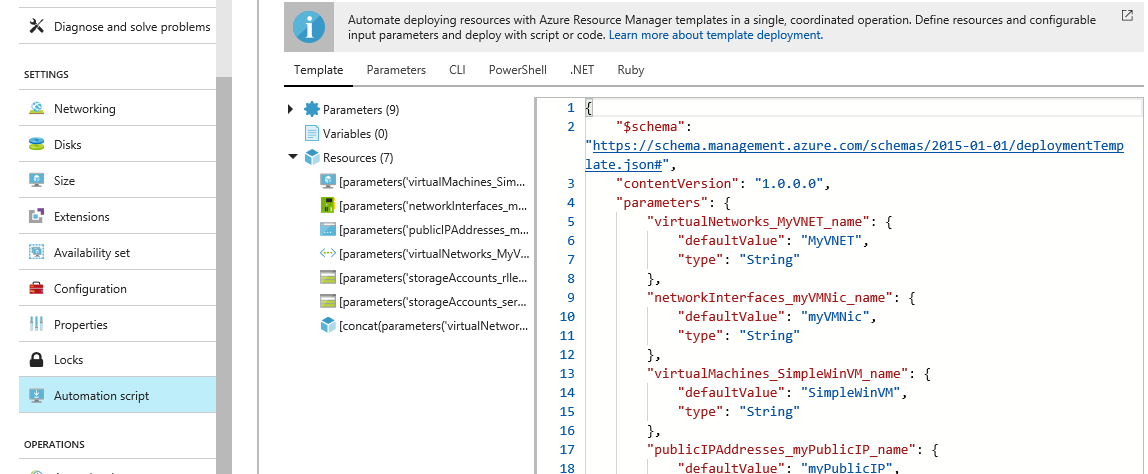 Diagnose and solve problems
SETTINGS
Networking
Disks
Size
Extensions
Availability set
Configuration
Properties
Locks
Automation script
OPERATIONS
Automate deploying resources with Azure Resource Manager templates in a single, coordinated operation. Define resources and configurable
input parameters and deploy with script or code. Learn more about template deployment.
Template Parameters CLI PowerShell .NET Ruby
Parameters (9)
Variables (0)
Resources (7)
[parameters('virtualMachines_Sim...
[parameters('networkInterfaces_m...
[parameters('publicIPAddresses_m...
[parameters('virtualNetworks_MyV...
[parameters('storageAccounts_rlle...
[parameters('storageAccounts_ser...
[concat(parameters('virtualNetwor...
1 {
2 "$schema":
"https://schema.management.azure.com/schemas/2015-01-01/deploymentTemp
late.json#",
3 "contentVersion": "1.0.0.0",
4 "parameters": {
5 "virtualNetworks_MyVNET_name": {
6 "defaultValue": "MyVNET",
7 "type": "String"
8 },
9 "networkInterfaces_myVMNic_name": {
10 "defaultValue": "myVMNic",
11 "type": "String"
12 },
13 "virtualMachines_SimpleWinVM_name": {
14 "defaultValue": "SimpleWinVM",
15 "type": "String"
16 },
17 "publicIPAddresses_myPublicIP_name": {
18 "defaultValue": "myPublicIP",